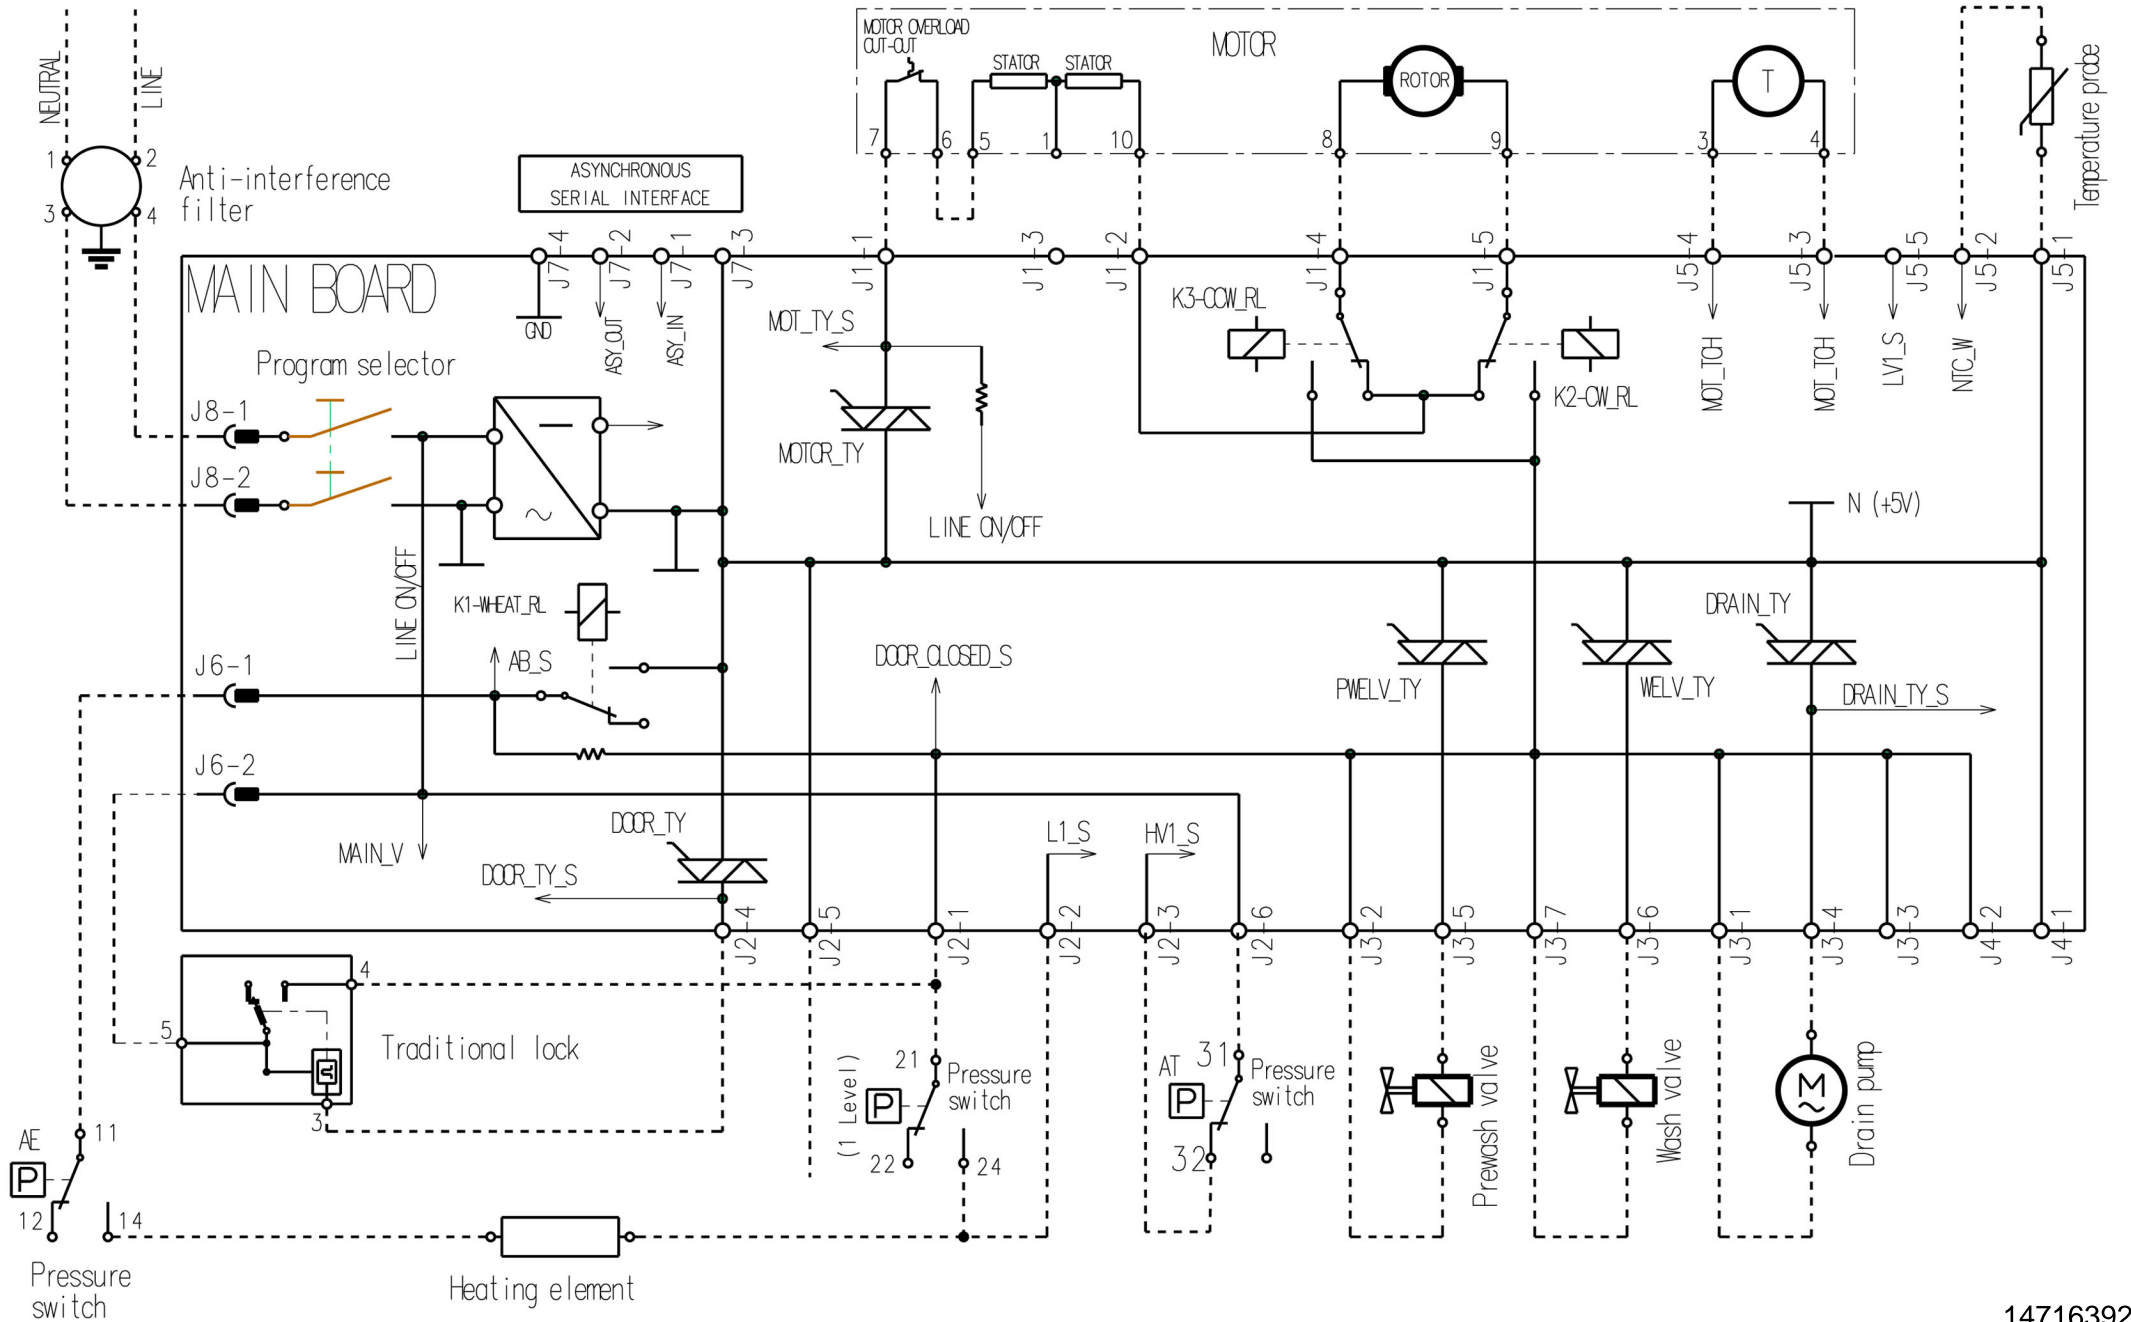 NEUTRAL
LINE
1
2
3
4
Anti-interference
filter
ASYNCHRONOUS
SERIAL INTERFACE
MOTOR OVERLOAD
CUT-OUT
STATOR
STATOR
MOTOR
ROTOR
T
7
6
5
1
10
8
9
3
4
Temperature probe
MAIN BOARD
J7-4
J7-2
J7-1
J7-3
J1-1
J1-3
J1-2
J1-4
J1-5
J5-4
J5-3
J5-5
J5-2
J5-1
GND
ASY_OUT
ASY_IN
MOT_TY_S
K3-CCW_RL
K2-CW_RL
MOT_TCH
MOT_TCH
LV1_S
NTC_W
Program selector
J8-1
J8-2
MOTOR_TY
LINE ON/OFF
N (+5V)
LINE ON/OFF
K1-WHEAT_RL
AB_S
DOOR_CLOSED_S
PWELV_TY
WELV_TY
DRAIN_TY
DRAIN_TY_S
J6-1
J6-2
MAIN_V
DOOR_TY
DOOR_TY_S
L1_S
HV1_S
J2-4
J2-5
J2-1
J2-2
J2-3
J2-6
J3-2
J3-5
J3-7
J3-6
J3-1
J3-4
J3-3
J4-2
J4-1
4
5
3
Traditional lock
(1 Level)
P
21
22
24
Pressure
switch
AT
P
31
32
Pressure
switch
Prewash valve
Wash valve
M
Drain pump
AE
P
11
12
14
Pressure
switch
Heating element
14716392